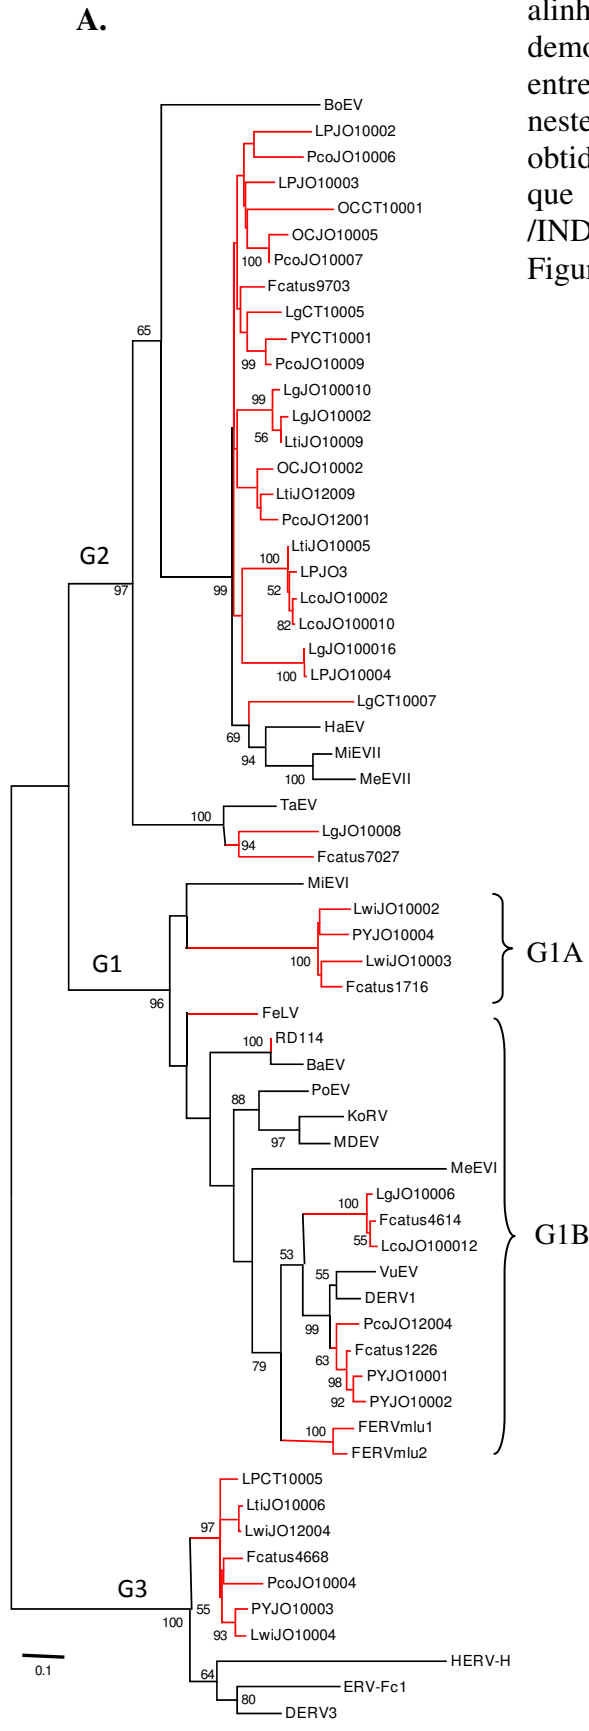 A.
alinh
demo
entre
neste
obtid
que
/IND
Figur
BoEV
LPJO10002
PcoJO10006
LPJO10003
OCCT10001
OCJO10005
100
PcoJO10007
Fcatus9703
LgCT10005
65
PYCT10001
99
PcoJO10009
LgJO100010
99
LgJO10002
56
LtiJO10009
OCJO10002
LtiJO12009
PcoJO12001
LtiJO10005
G2
100
LPJO3
97
99
52
LcoJO10002
82
LcoJO100010
LgJO100016
100
LPJO10004
LgCT10007
HaEV
69
MiEVII
94
100
MeEVII
TaEV
100
LgJO10008
94
Fcatus7027
MiEVI
LwiJO10002
PYJO10004
G1A
G1
100
LwiJO10003
96
Fcatus1716
FeLV
RD114
100
BaEV
PoEV
88
KoRV
97
MDEV
MeEVI
LgJO10006
100
Fcatus4614
G1B
55
LcoJO100012
53
VuEV
55
DERV1
99
PcoJO12004
Fcatus1226
63
79
PYJO10001
98
92
PYJO10002
FERVmlu1
100
FERVmlu2
LPCT10005
LtiJO10006
97
LwiJO12004
Fcatus4668
G3
PcoJO10004
55
PYJO10003
100
93
LwiJO10004
HERV-H
0.1
64
ERV-Fc1
80
DERV3